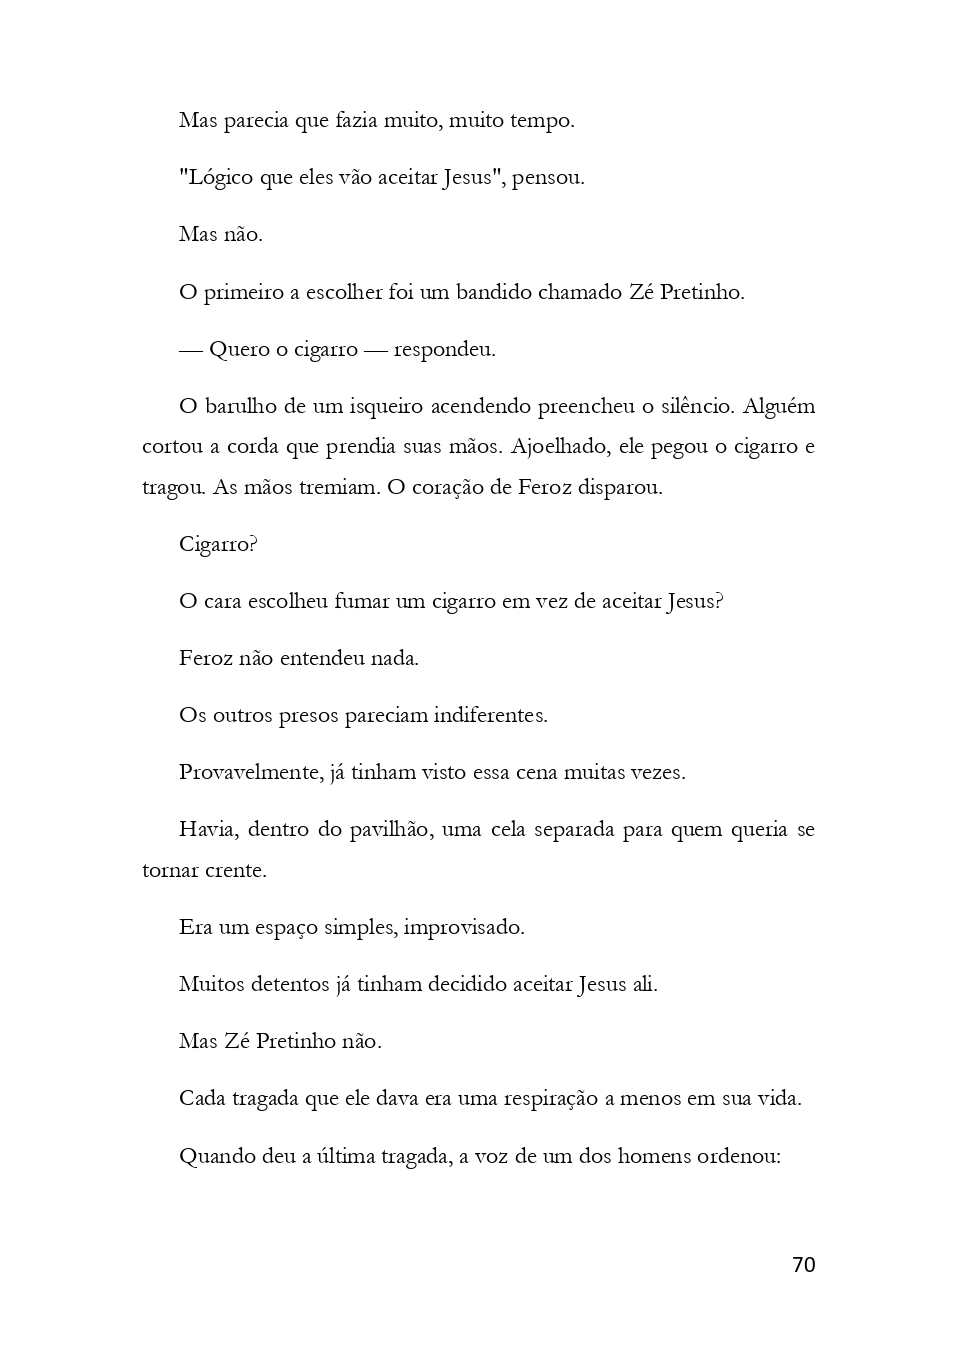 Mas parecia que fazia muito, muito tempo.
"Lógico que eles vão aceitar Jesus", pensou.
Mas não.
O primeiro a escolher foi um bandido chamado Zé Pretinho.
— Quero o cigarro — respondeu.
O barulho de um isqueiro acendendo preencheu o silêncio. Alguém
cortou a corda que prendia suas mãos. Ajoelhado, ele pegou o cigarro e
tragou. As mãos tremiam. O coração de Feroz disparou.
Cigarro?
O cara escolheu fumar um cigarro em vez de aceitar Jesus?
Feroz não entendeu nada.
Os outros presos pareciam indiferentes.
Provavelmente, já tinham visto essa cena muitas vezes.
Havia, dentro do pavilhão, uma cela separada para quem queria se
tornar crente.
Era um espaço simples, improvisado.
Muitos detentos já tinham decidido aceitar Jesus ali.
Mas Zé Pretinho não.
Cada tragada que ele dava era uma respiração a menos em sua vida.
Quando deu a última tragada, a voz de um dos homens ordenou:
70